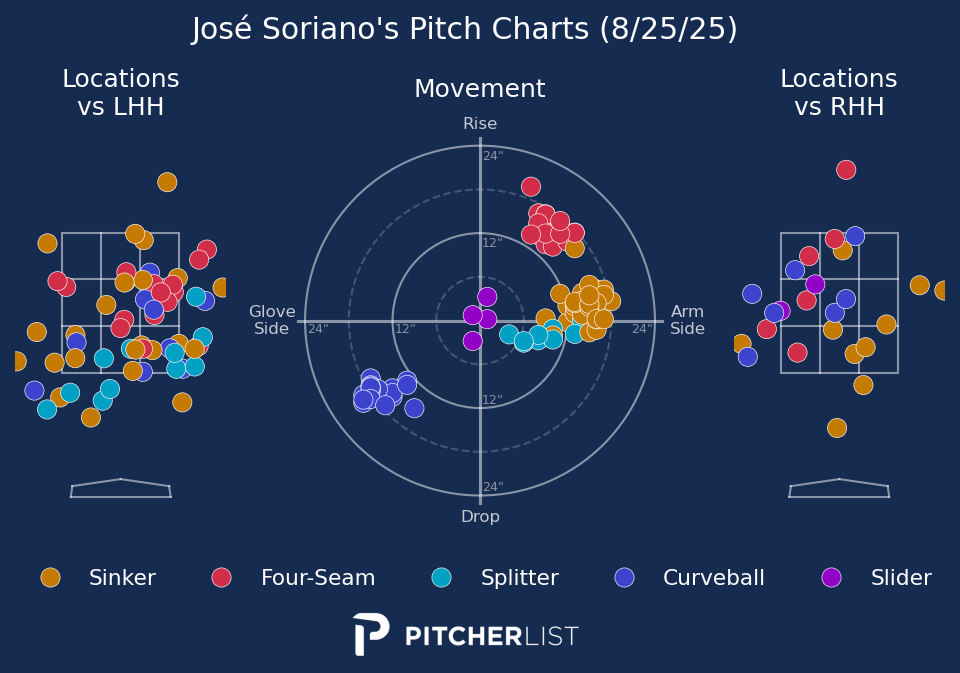 José Soriano's Pitch Charts (8/25/25)
Locations
vs LHH
Movement
Locations
vs RHH
Rise
24"
12"
Glove
Side
24"
12"
24"
Arm
Side
12"
24"
Drop
Sinker
Four-Seam
Splitter
Curveball
Slider
PITCHERLIST